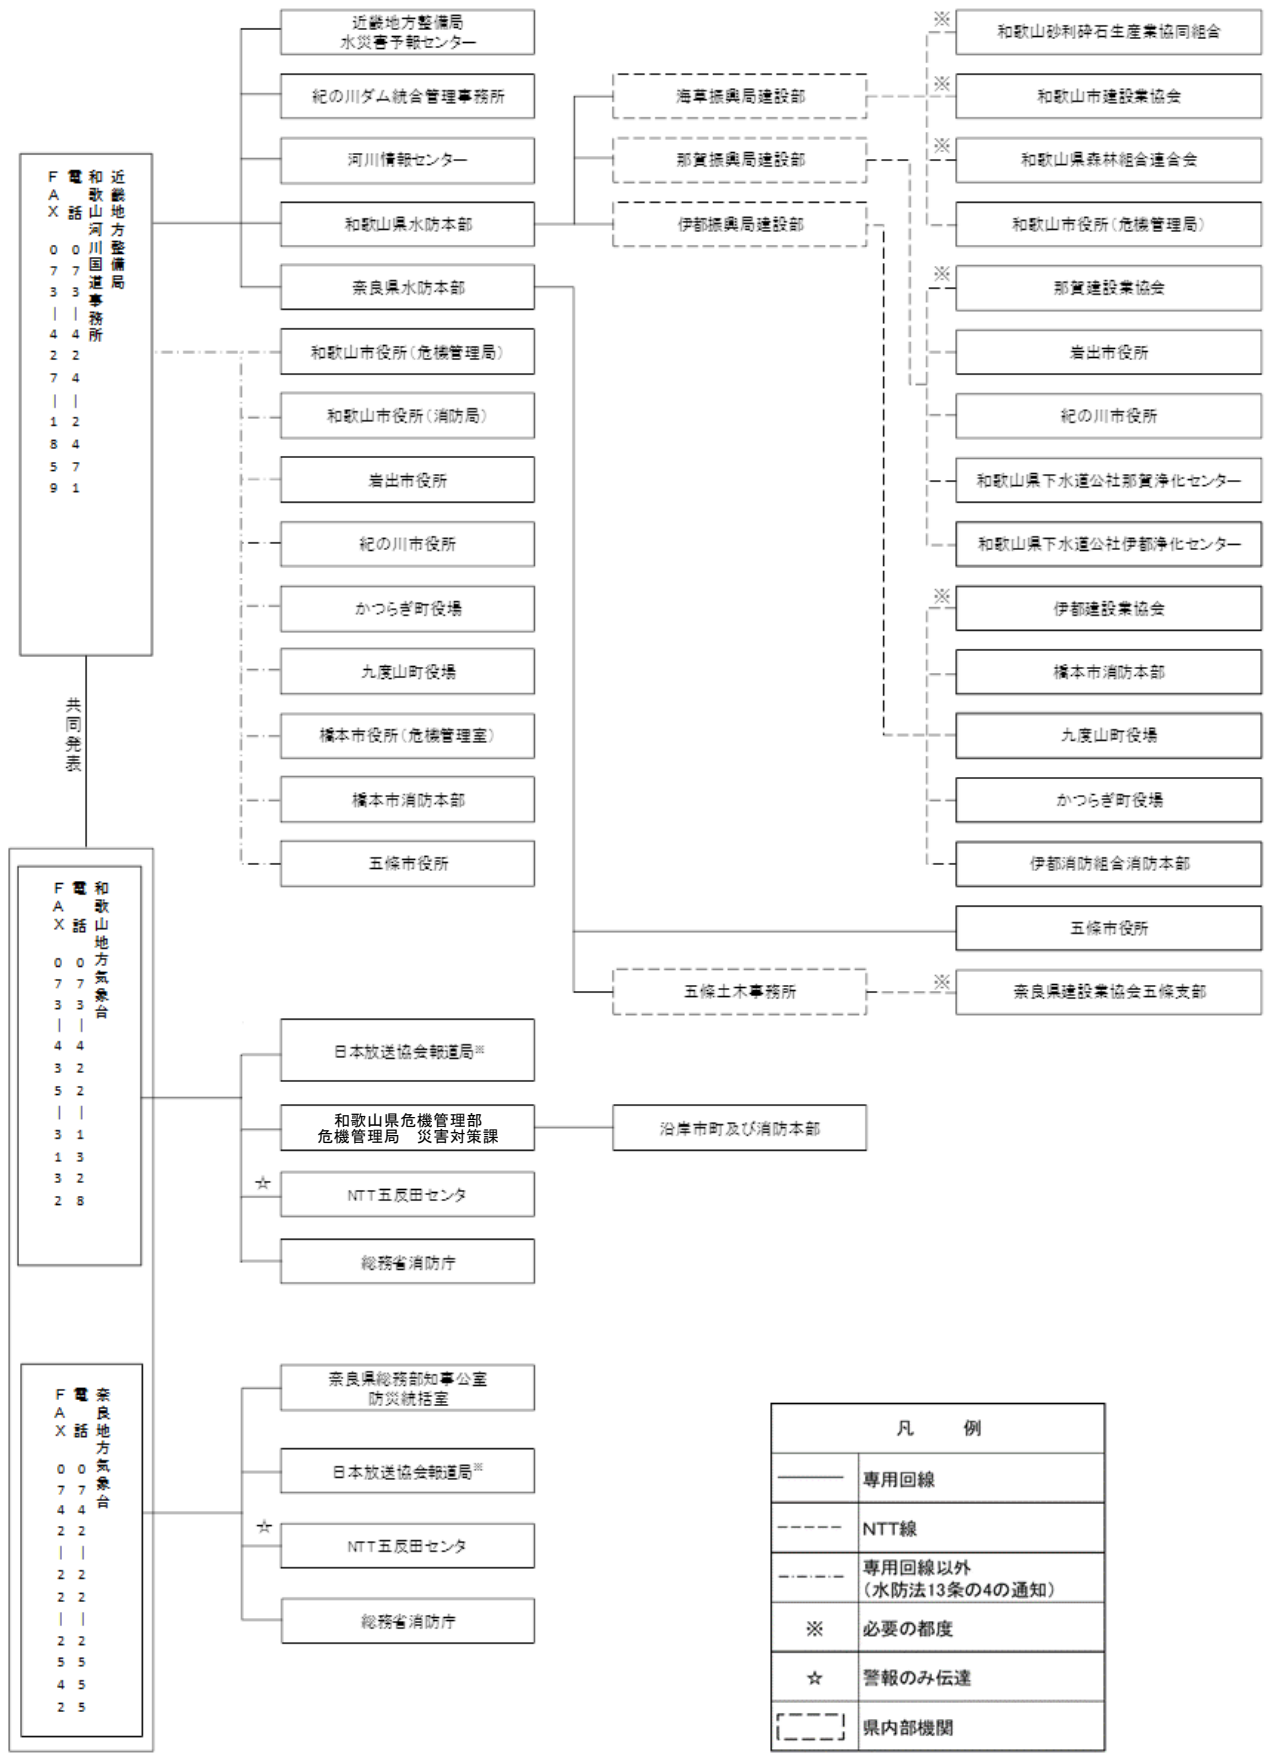 近畿地方整備局
和歌山河川国道事務所
電話 073-424-2471
FAX 073-427-1859
共同発表
和歌山地方気象台
電話 073-422-1328
FAX 073-435-3132
奈良地方気象台
電話 0742-22-2555
FAX 0742-22-2542
近畿地方整備局
水災害予報センター
紀の川ダム統合管理事務所
河川情報センター
和歌山県水防本部
奈良県水防本部
和歌山市役所(危機管理局)
和歌山市役所(消防局)
岩出市役所
紀の川市役所
かつらぎ町役場
九度山町役場
橋本市役所(危機管理室)
橋本市消防本部
五條市役所
日本放送協会報道局※
和歌山県危機管理部
危機管理局 災害対策課
☆
NTT五反田センタ
総務省消防庁
奈良県総務部知事公室
防災統括室
日本放送協会報道局※
☆
NTT五反田センタ
総務省消防庁
海草振興局建設部
那賀振興局建設部
伊都振興局建設部
五條土木事務所
沿岸市町及び消防本部
※
和歌山砂利砕石生産業協同組合
※
和歌山市建設業協会
※
和歌山県森林組合連合会
和歌山市役所(危機管理局)
※
那賀建設業協会
岩出市役所
紀の川市役所
和歌山県下水道公社那賀浄化センター
和歌山県下水道公社伊都浄化センター
※
伊都建設業協会
橋本市消防本部
九度山町役場
かつらぎ町役場
伊都消防組合消防本部
五條市役所
※
奈良県建設業協会五條支部
凡 例
専用回線
NTT線
専用回線以外
(水防法13条の4の通知)
※ 必要の都度
☆ 警報のみ伝達
県内部機関